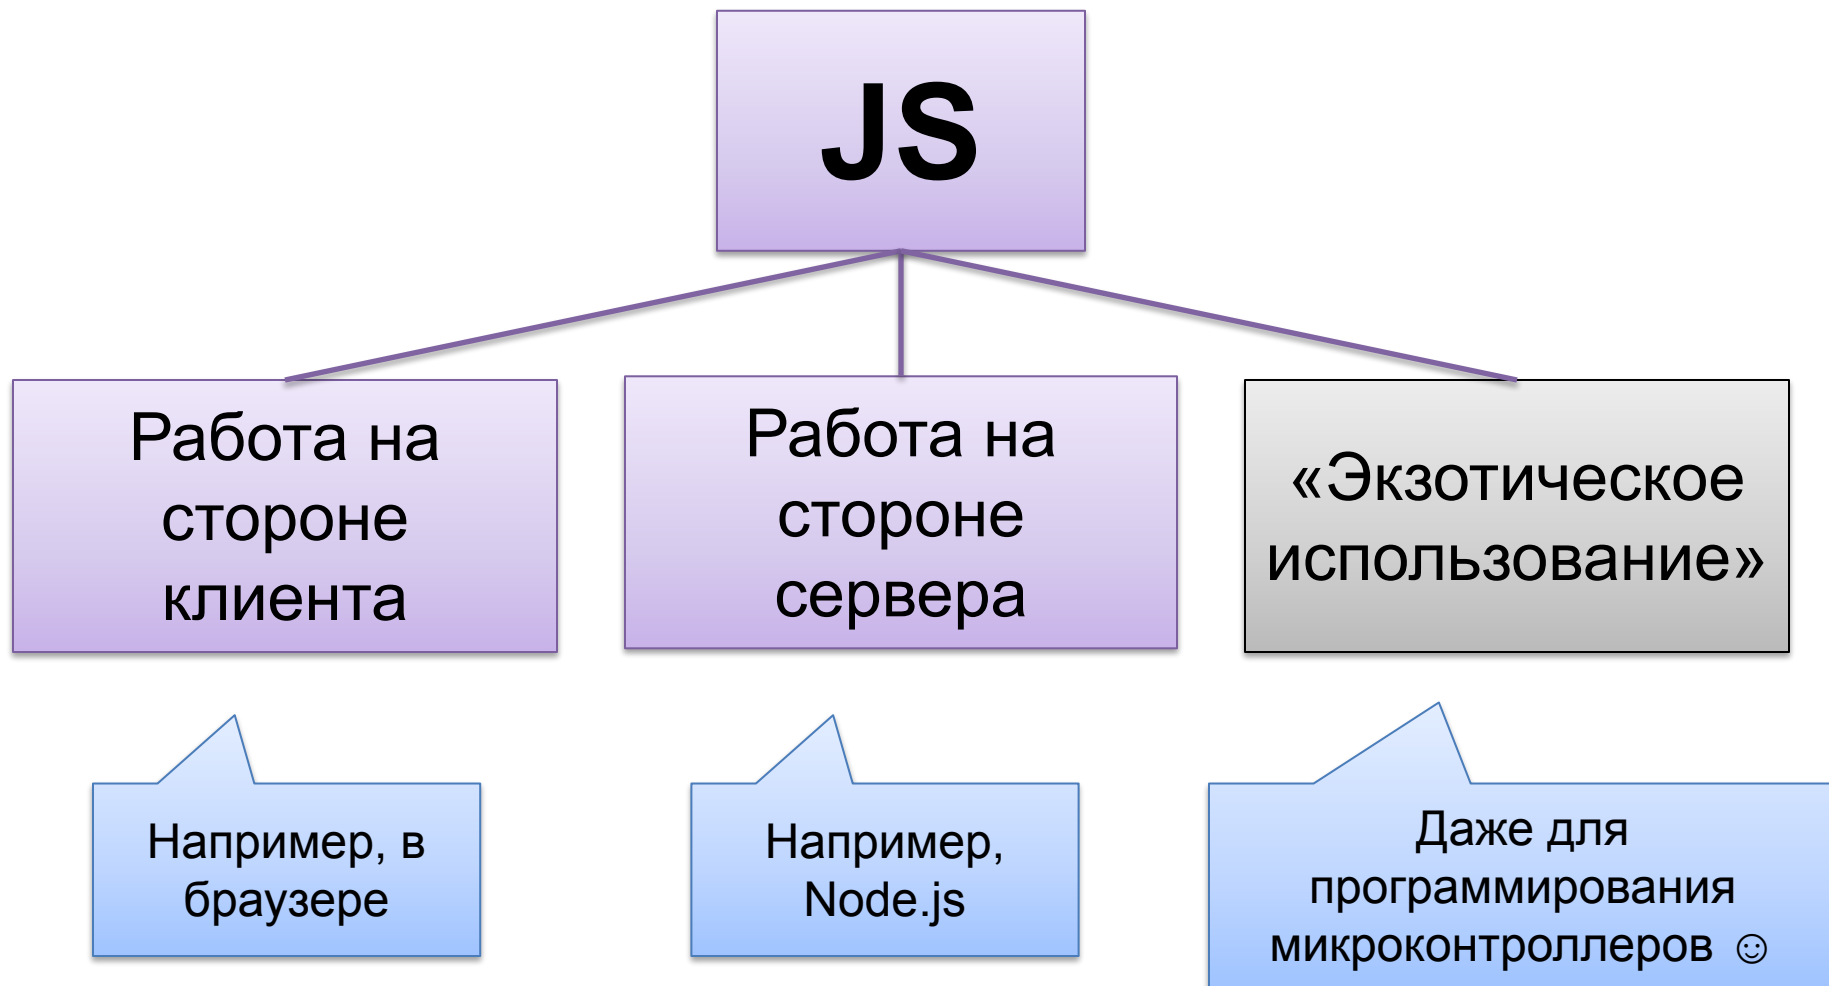 JS
Работа на
стороне
клиента
Работа на
стороне
сервера
«Экзотическое
использование»
Например, в
браузере
Например,
Node.js
Даже для
программирования
микроконтроллеров ☺